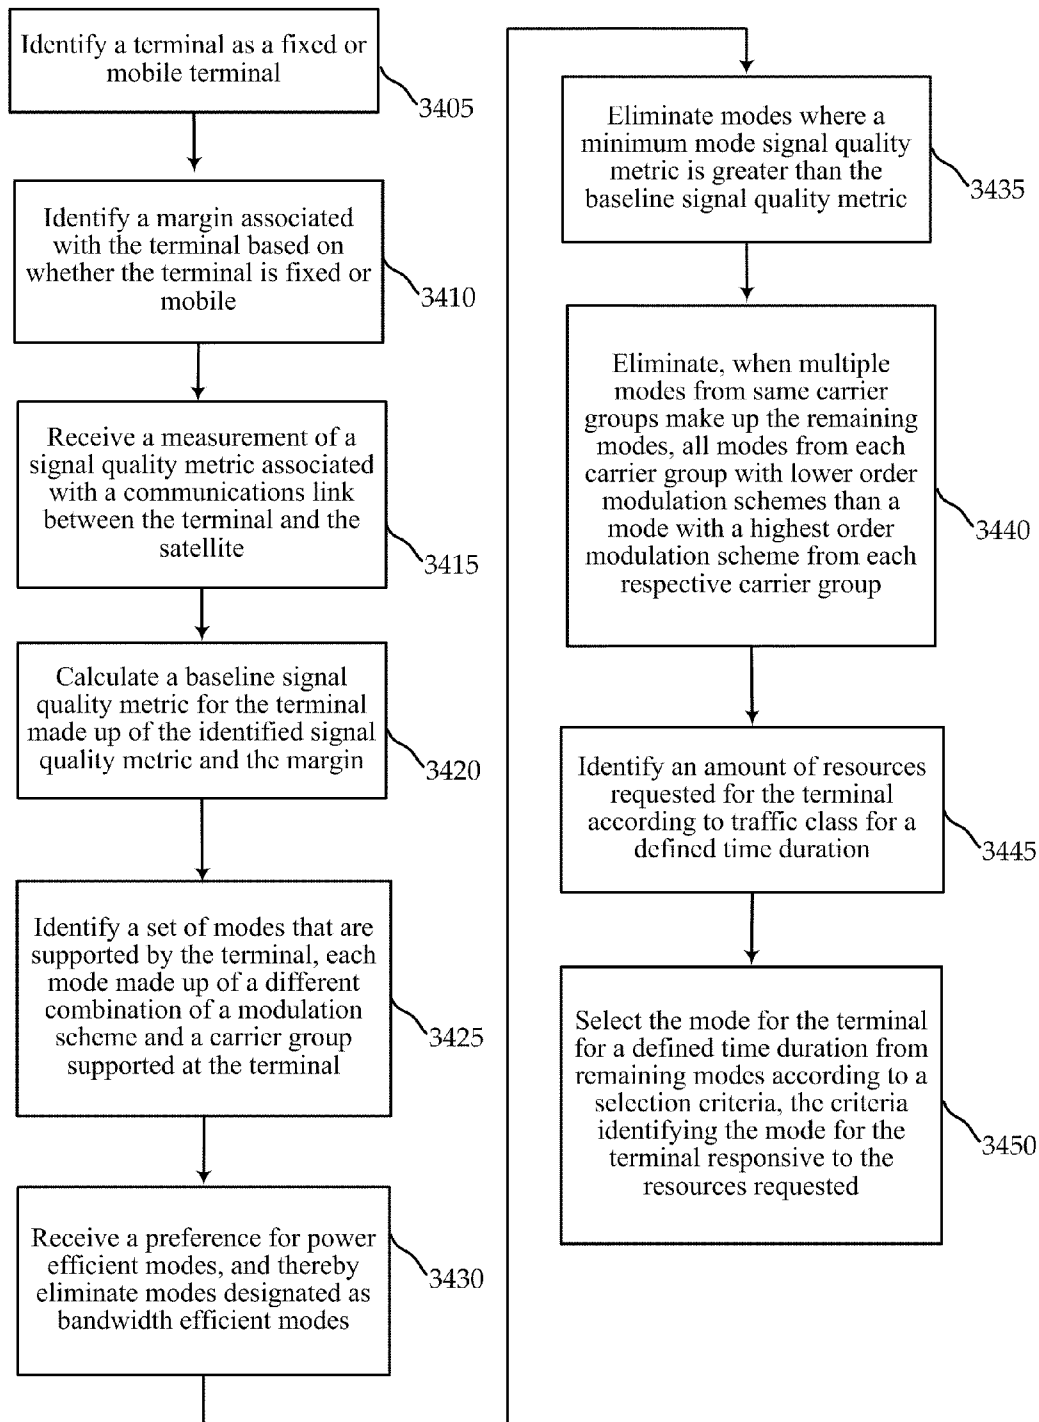 Identify a terminal as a fixed or
mobile terminal
3405
Identify a margin associated
with the terminal based on
whether the terminal is fixed or
mobile
3410
Receive a measurement of a
signal quality metric associated
with a communications link
between the terminal and the
satellite
3415
Calculate a baseline signal
quality metric for the terminal
made up of the identified signal
quality metric and the margin
3420
Identify a set of modes that are
supported by the terminal, each
mode made up of a different
combination of a modulation
scheme and a carrier group
supported at the terminal
3425
Receive a preference for power
efficient modes, and thereby
eliminate modes designated as
bandwidth efficient modes
3430
Eliminate modes where a
minimum mode signal quality
metric is greater than the
baseline signal quality metric
3435
Eliminate, when multiple
modes from same carrier
groups make up the remaining
modes, all modes from each
carrier group with lower order
modulation schemes than a
mode with a highest order
modulation scheme from each
respective carrier group
3440
Identify an amount of resources
requested for the terminal
according to traffic class for a
defined time duration
3445
Select the mode for the terminal
for a defined time duration from
remaining modes according to a
selection criteria, the criteria
identifying the mode for the
terminal responsive to the
resources requested
3450